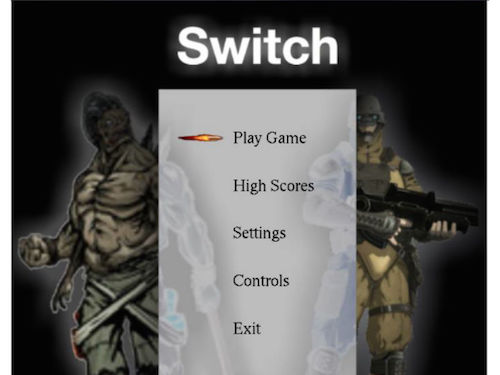 Switch
Play Game
High Scores
Settings
Controls
Exit